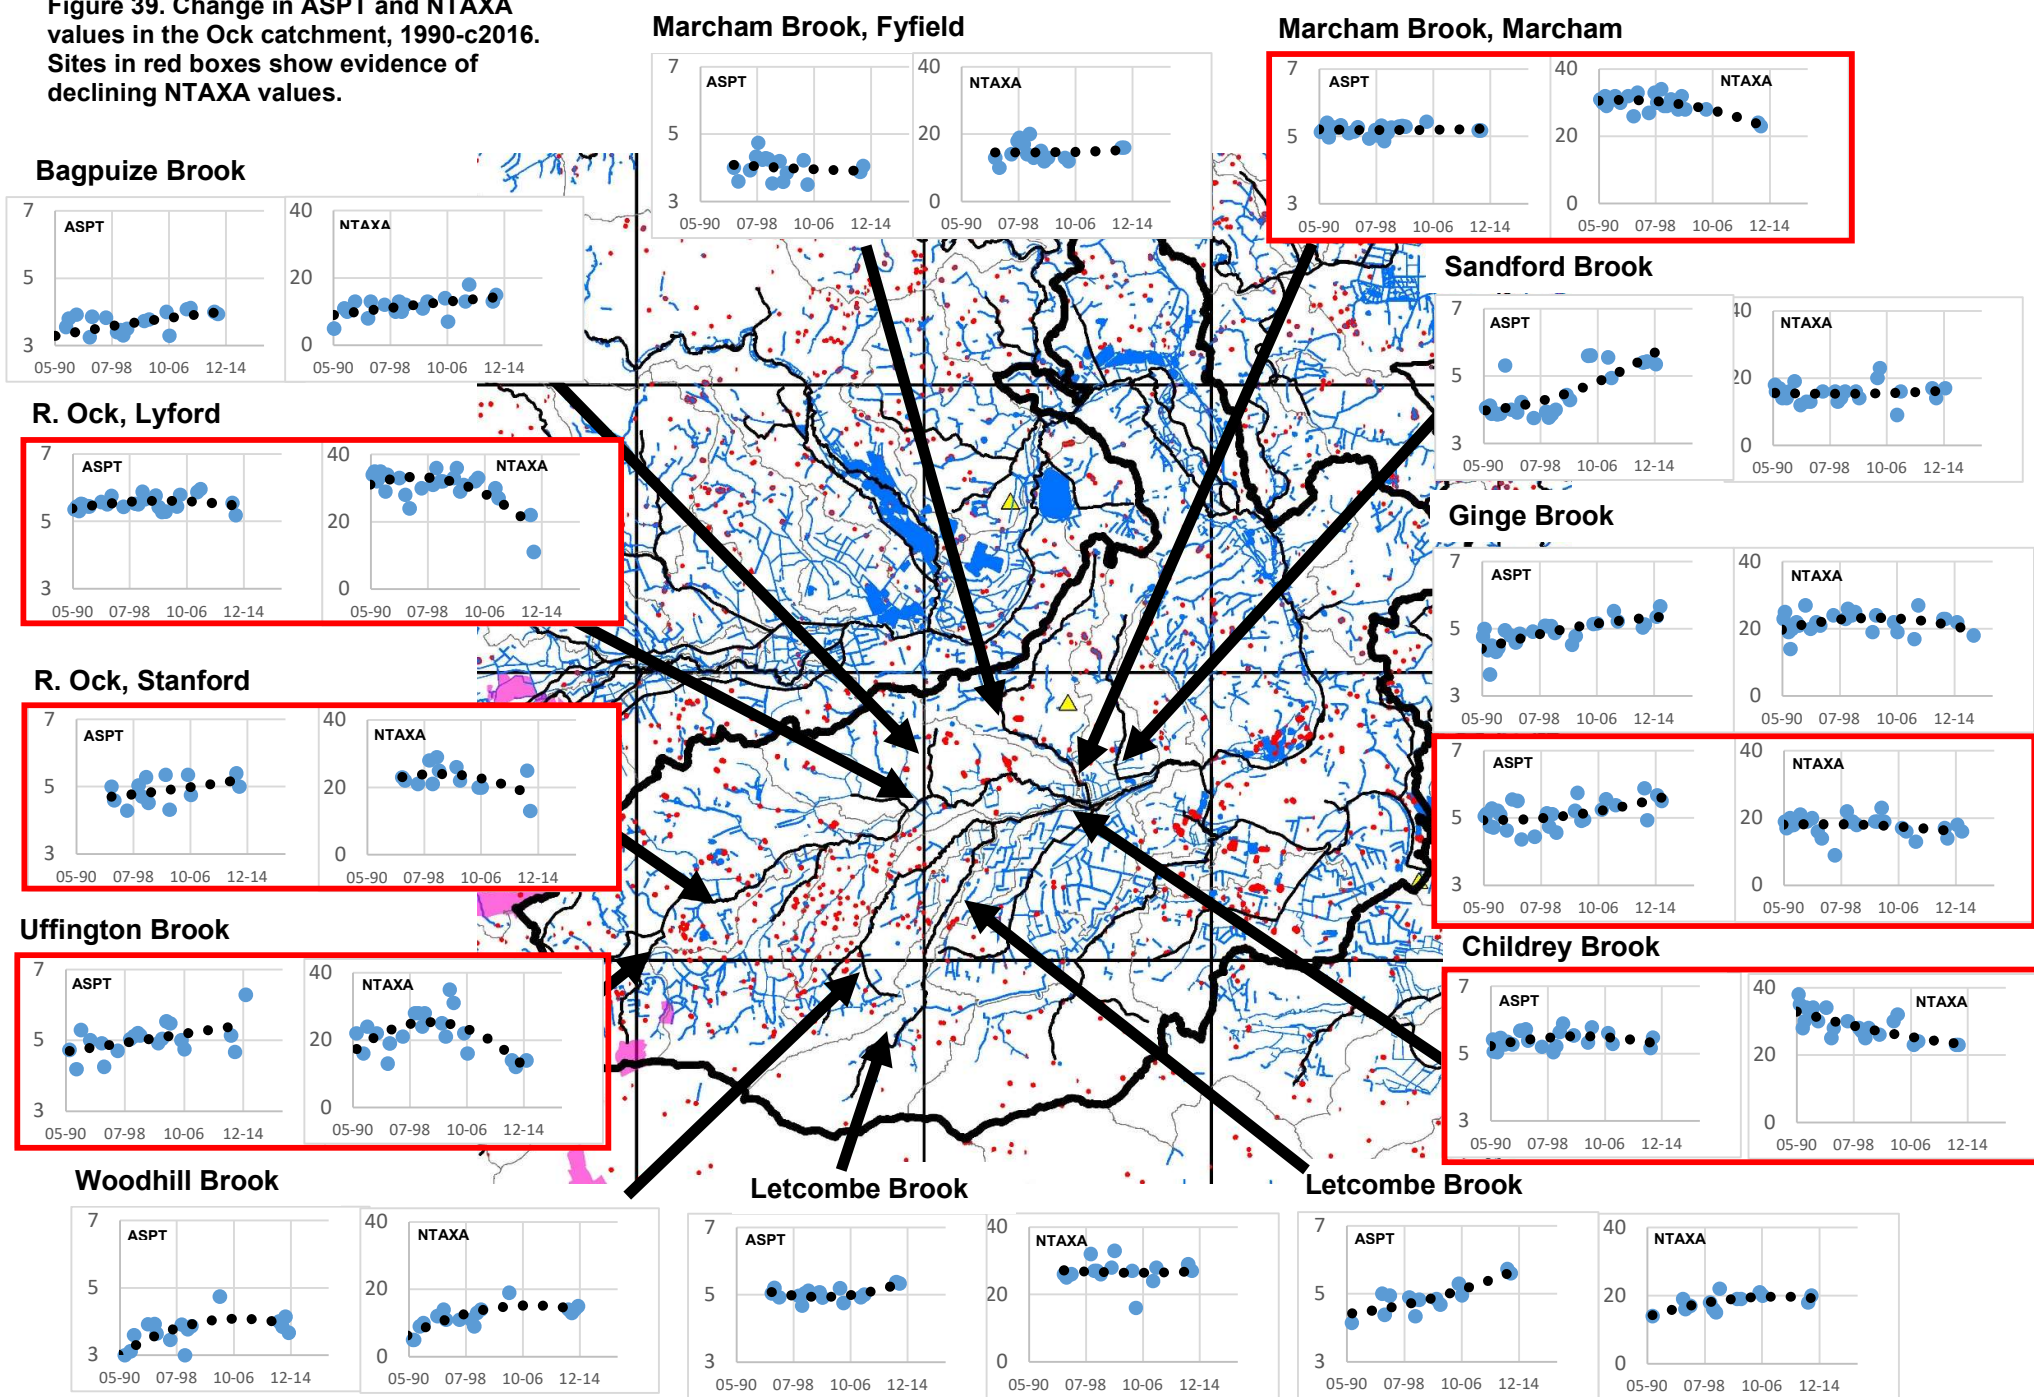 Figure 39. Change in ASPT and NTAXA
values in the Ock catchment, 1990-c2016.
Sites in red boxes show evidence of
declining NTAXA values.
Marcham Brook, Fyfield
7
5
3
ASPT
05-90 07-98 10-06 12-14
40
20
0
NTAXA
05-90 07-98 10-06 12-14
Marcham Brook, Marcham
7
5
3
ASPT
05-90 07-98 10-06 12-14
40
20
0
NTAXA
05-90 07-98 10-06 12-14
Bagpuize Brook
7
5
3
ASPT
05-90 07-98 10-06 12-14
40
20
0
NTAXA
05-90 07-98 10-06 12-14
Sandford Brook
7
5
3
ASPT
05-90 07-98 10-06 12-14
40
20
0
NTAXA
05-90 07-98 10-06 12-14
R. Ock, Lyford
7
5
3
ASPT
05-90 07-98 10-06 12-14
40
20
0
NTAXA
05-90 07-98 10-06 12-14
Ginge Brook
7
5
3
ASPT
05-90 07-98 10-06 12-14
40
20
0
NTAXA
05-90 07-98 10-06 12-14
R. Ock, Stanford
7
5
3
ASPT
05-90 07-98 10-06 12-14
40
20
0
NTAXA
05-90 07-98 10-06 12-14
7
5
3
ASPT
05-90 07-98 10-06 12-14
40
20
0
NTAXA
05-90 07-98 10-06 12-14
Uffington Brook
7
5
3
ASPT
05-90 07-98 10-06 12-14
40
20
0
NTAXA
05-90 07-98 10-06 12-14
Childrey Brook
7
5
3
ASPT
05-90 07-98 10-06 12-14
40
20
0
NTAXA
05-90 07-98 10-06 12-14
Woodhill Brook
7
5
3
ASPT
05-90 07-98 10-06 12-14
40
20
0
NTAXA
05-90 07-98 10-06 12-14
Letcombe Brook
7
5
3
ASPT
05-90 07-98 10-06 12-14
40
20
0
NTAXA
05-90 07-98 10-06 12-14
Letcombe Brook
7
5
3
ASPT
05-90 07-98 10-06 12-14
40
20
0
NTAXA
05-90 07-98 10-06 12-14